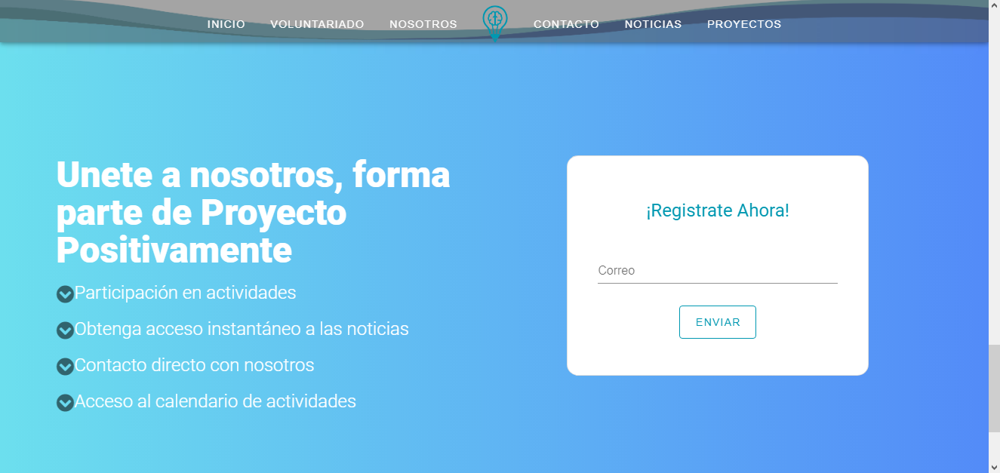 INICIO VOLUNTARIADO NOSOTROS CONTACTO NOTICIAS PROYECTOS
Unete a nosotros, forma
parte de Proyecto
Positivamente
Participación en actividades
Obtenga acceso instantáneo a las noticias
Contacto directo con nosotros
Acceso al calendario de actividades
¡Registrate Ahora!
Correo
ENVIAR